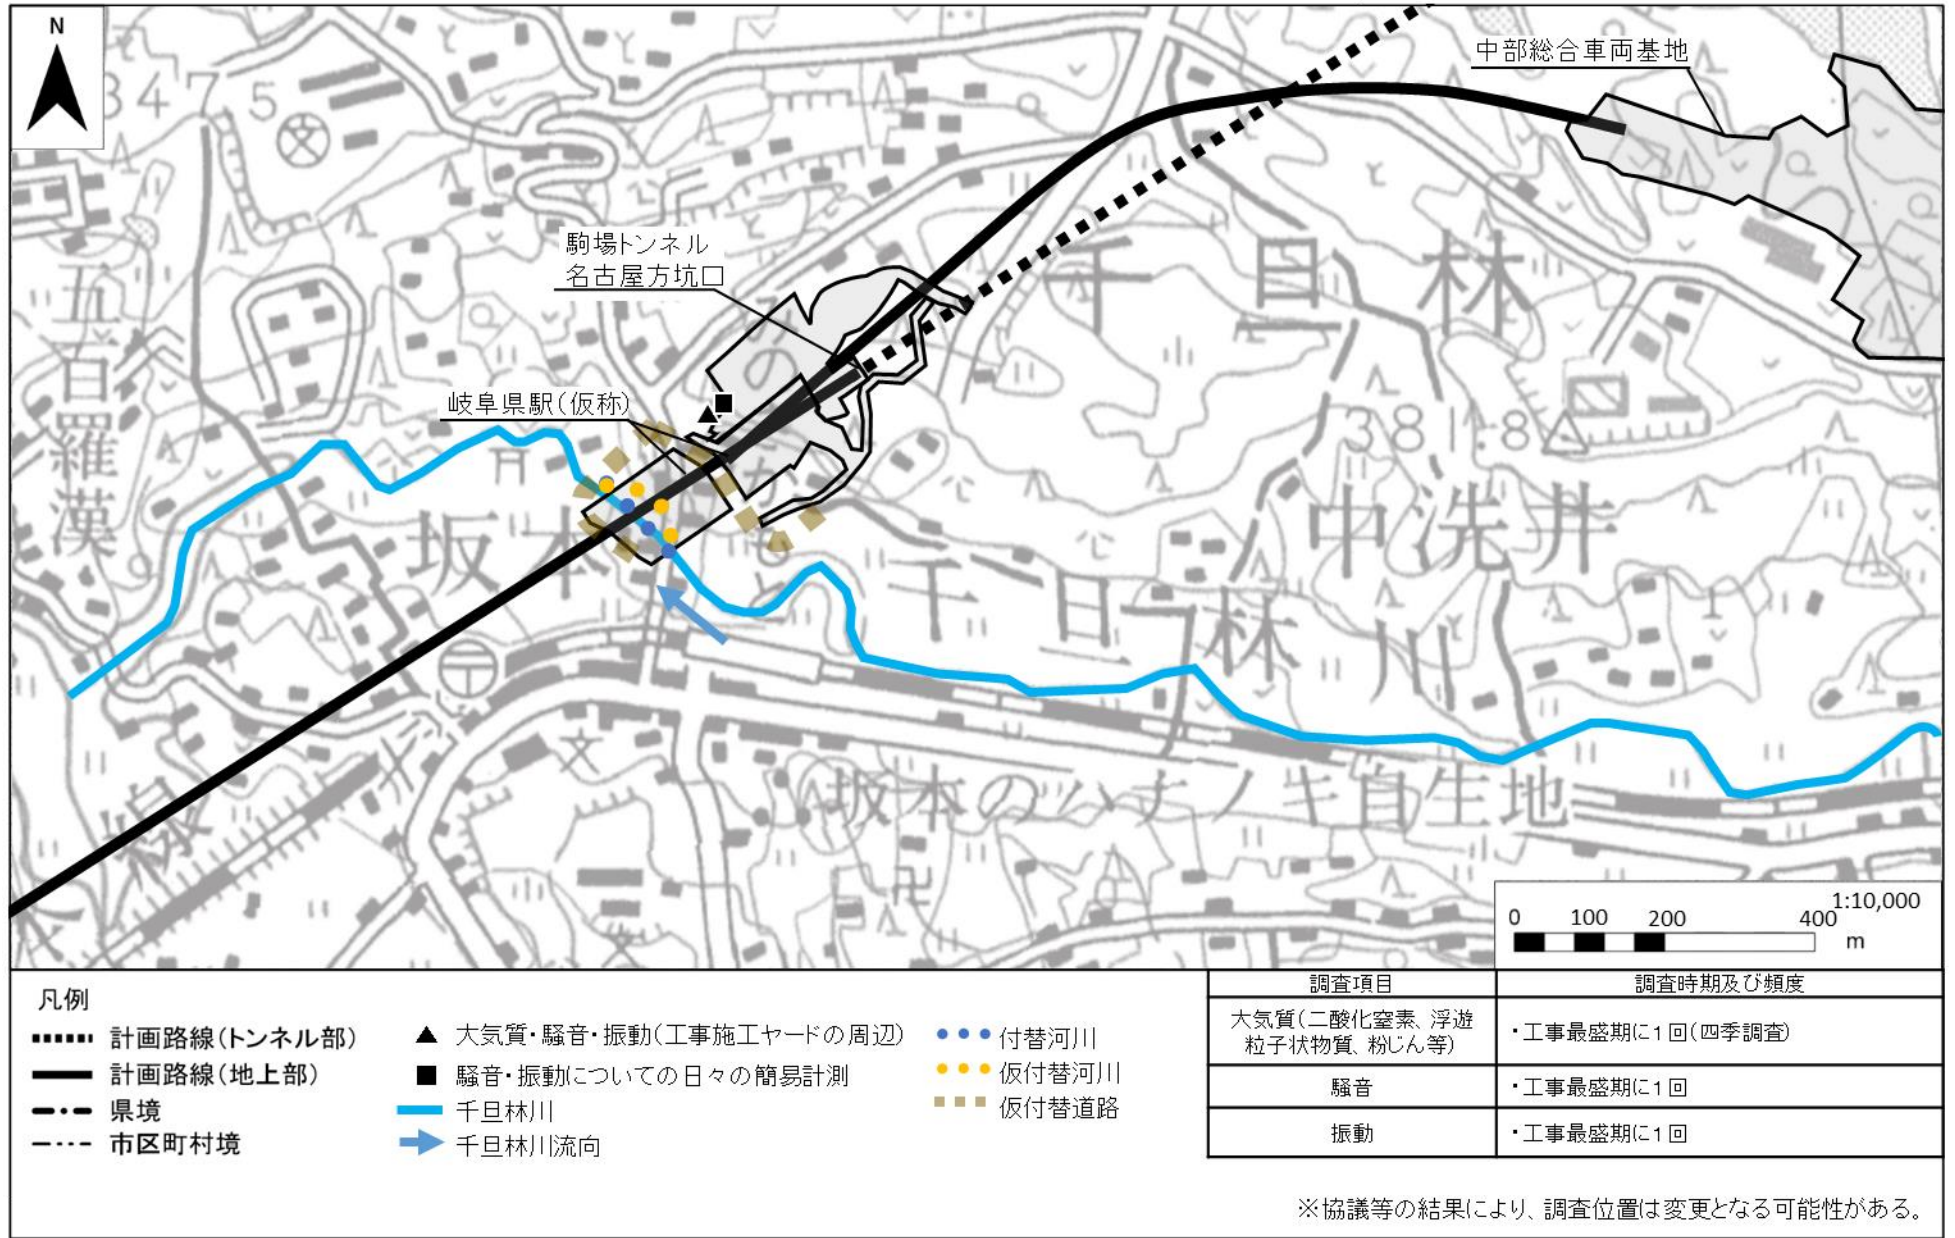 N
347.5
中部総合車両基地
駒場トンネル
名古屋方坑口
千旦林
五百羅漢
岐阜県駅(仮称)
381.8
中洗井
坂本
千旦林川
坂本のハナノキ自生地
線
1:10,000
0 100 200 400
m
凡例
計画路線(トンネル部)
計画路線(地上部)
県境
市区町村境
大気質・騒音・振動(工事施工ヤードの周辺)
騒音・振動についての日々の簡易計測
千旦林川
千旦林川流向
付替河川
仮付替河川
仮付替道路
調査項目 調査時期及び頻度
大気質(二酸化窒素、浮遊
粒子状物質、粉じん等) ・工事最盛期に1回(四季調査)
騒音 ・工事最盛期に1回
振動 ・工事最盛期に1回
※協議等の結果により、調査位置は変更となる可能性がある。